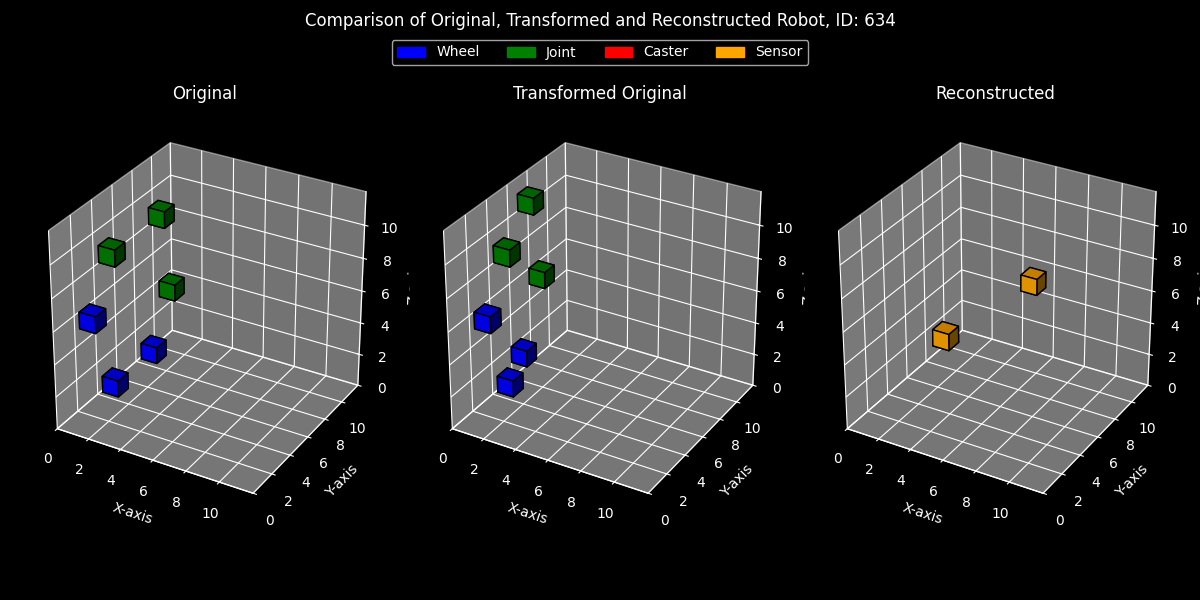 Comparison of Original, Transformed and Reconstructed Robot, ID: 634
Wheel Joint Caster Sensor
Original Transformed Original Reconstructed
10 10 10
8 8 8
6 6 6
4 4 4
2 2 2
0 0 0
10 10 10
8 8 8
6 6 6
4 4 4
2 2 2
0 0 0
0 2 4 6 8 10 0 2 4 6 8 10 0 2 4 6 8 10
X-axis Y-axis X-axis Y-axis X-axis Y-axis